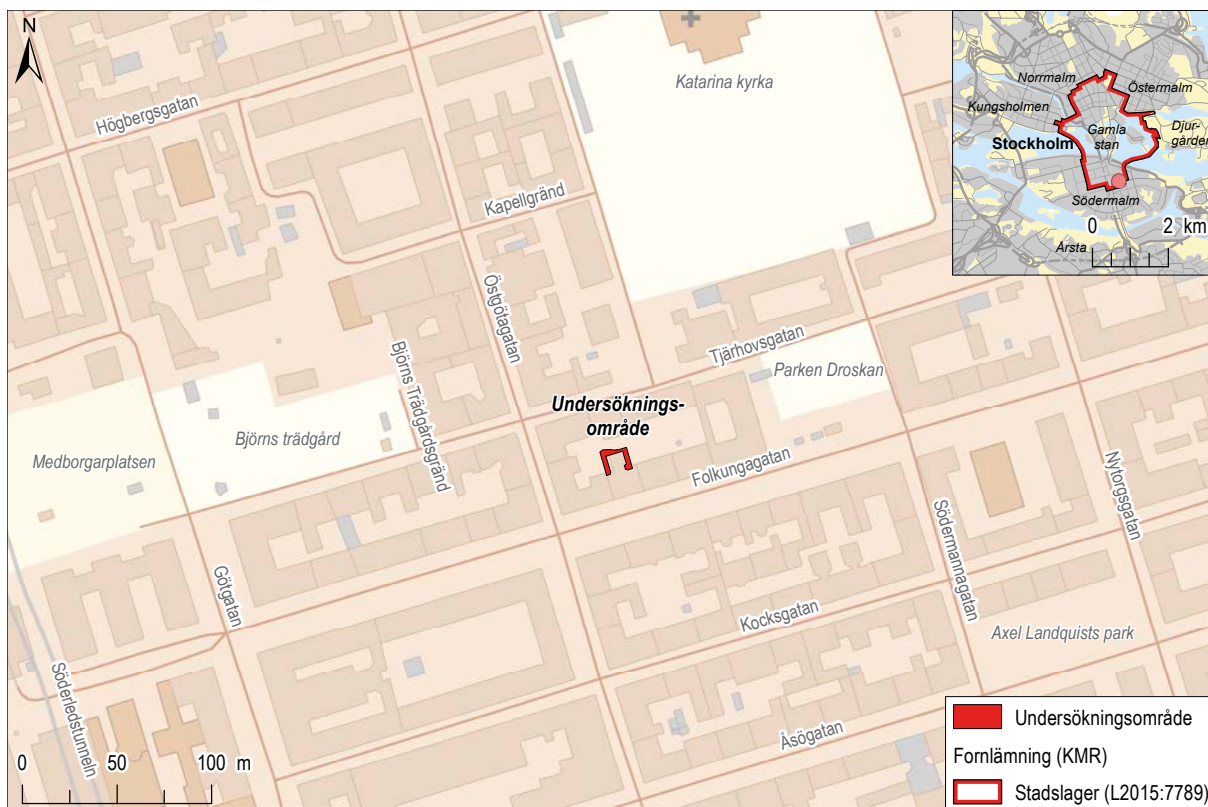 N
Högbergsgatan
Katarina kyrka
Kapellgränd
Östgötagatan
Björns Trädgårdsgränd
Tjärhovsgatan
Parken Droskan
Undersöknings-
område
Björns trädgård
Medborgarplatsen
Folkungagatan
Nytorgsgatan
Södermannagatan
Götgatan
Kocksgatan
Axel Landquists park
Söderledstunneln
Åsögatan
0 50 100 m
Norrmalm
Östermalm
Kungsholmen
Gamla
stan
Djur-
gården
Stockholm
Södermalm
0 2 km
Årsta
Undersökningsområde
Fornlämning (KMR)
Stadslager (L2015:7789)